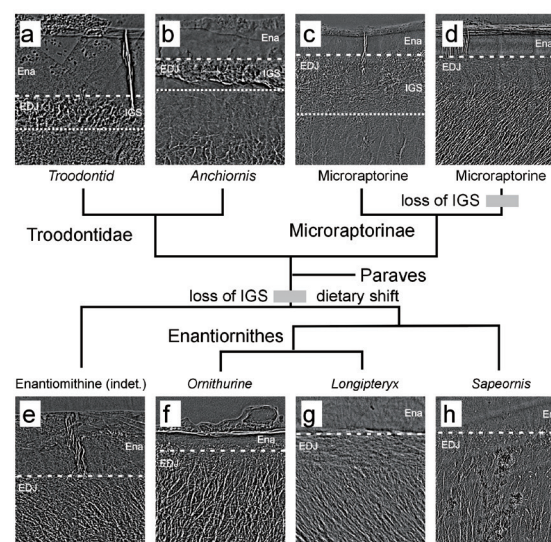 a b c d
Ena Ena Ena Ena
EDJ EDJ EDJ EDJ
IGS IGS IGS
Troodontid Anchiornis Microraptorine Microraptorine
loss of IGS
Troodontidae Microraptorinae
Paraves
loss of IGS dietary shift
Enantiornithes
Enantiomithine (indet.) Ornithurine Longipteryx Sapeornis
e f g h
Ena Ena Ena Ena
EDJ EDJ EDJ EDJ